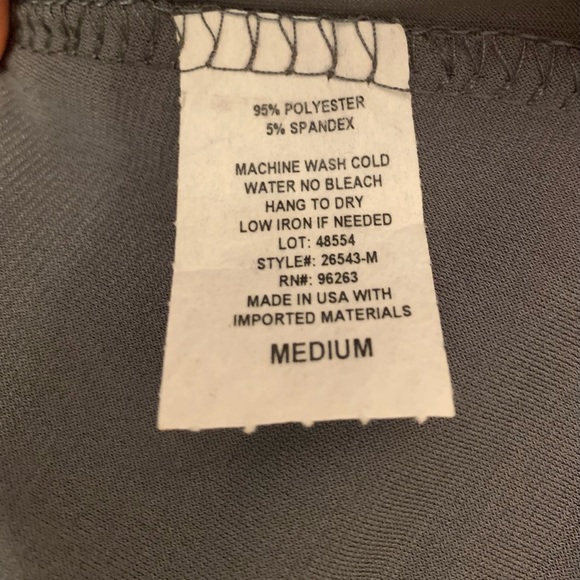 95% POLYESTER
5% SPANDEX
MACHINE WASH COLD
WATER NO BLEACH
HANG TO DRY
LOW IRON IF NEEDED
LOT: 48554
STYLE#: 26543-M
RN#: 96263
MADE IN USA WITH
IMPORTED MATERIALS
MEDIUM